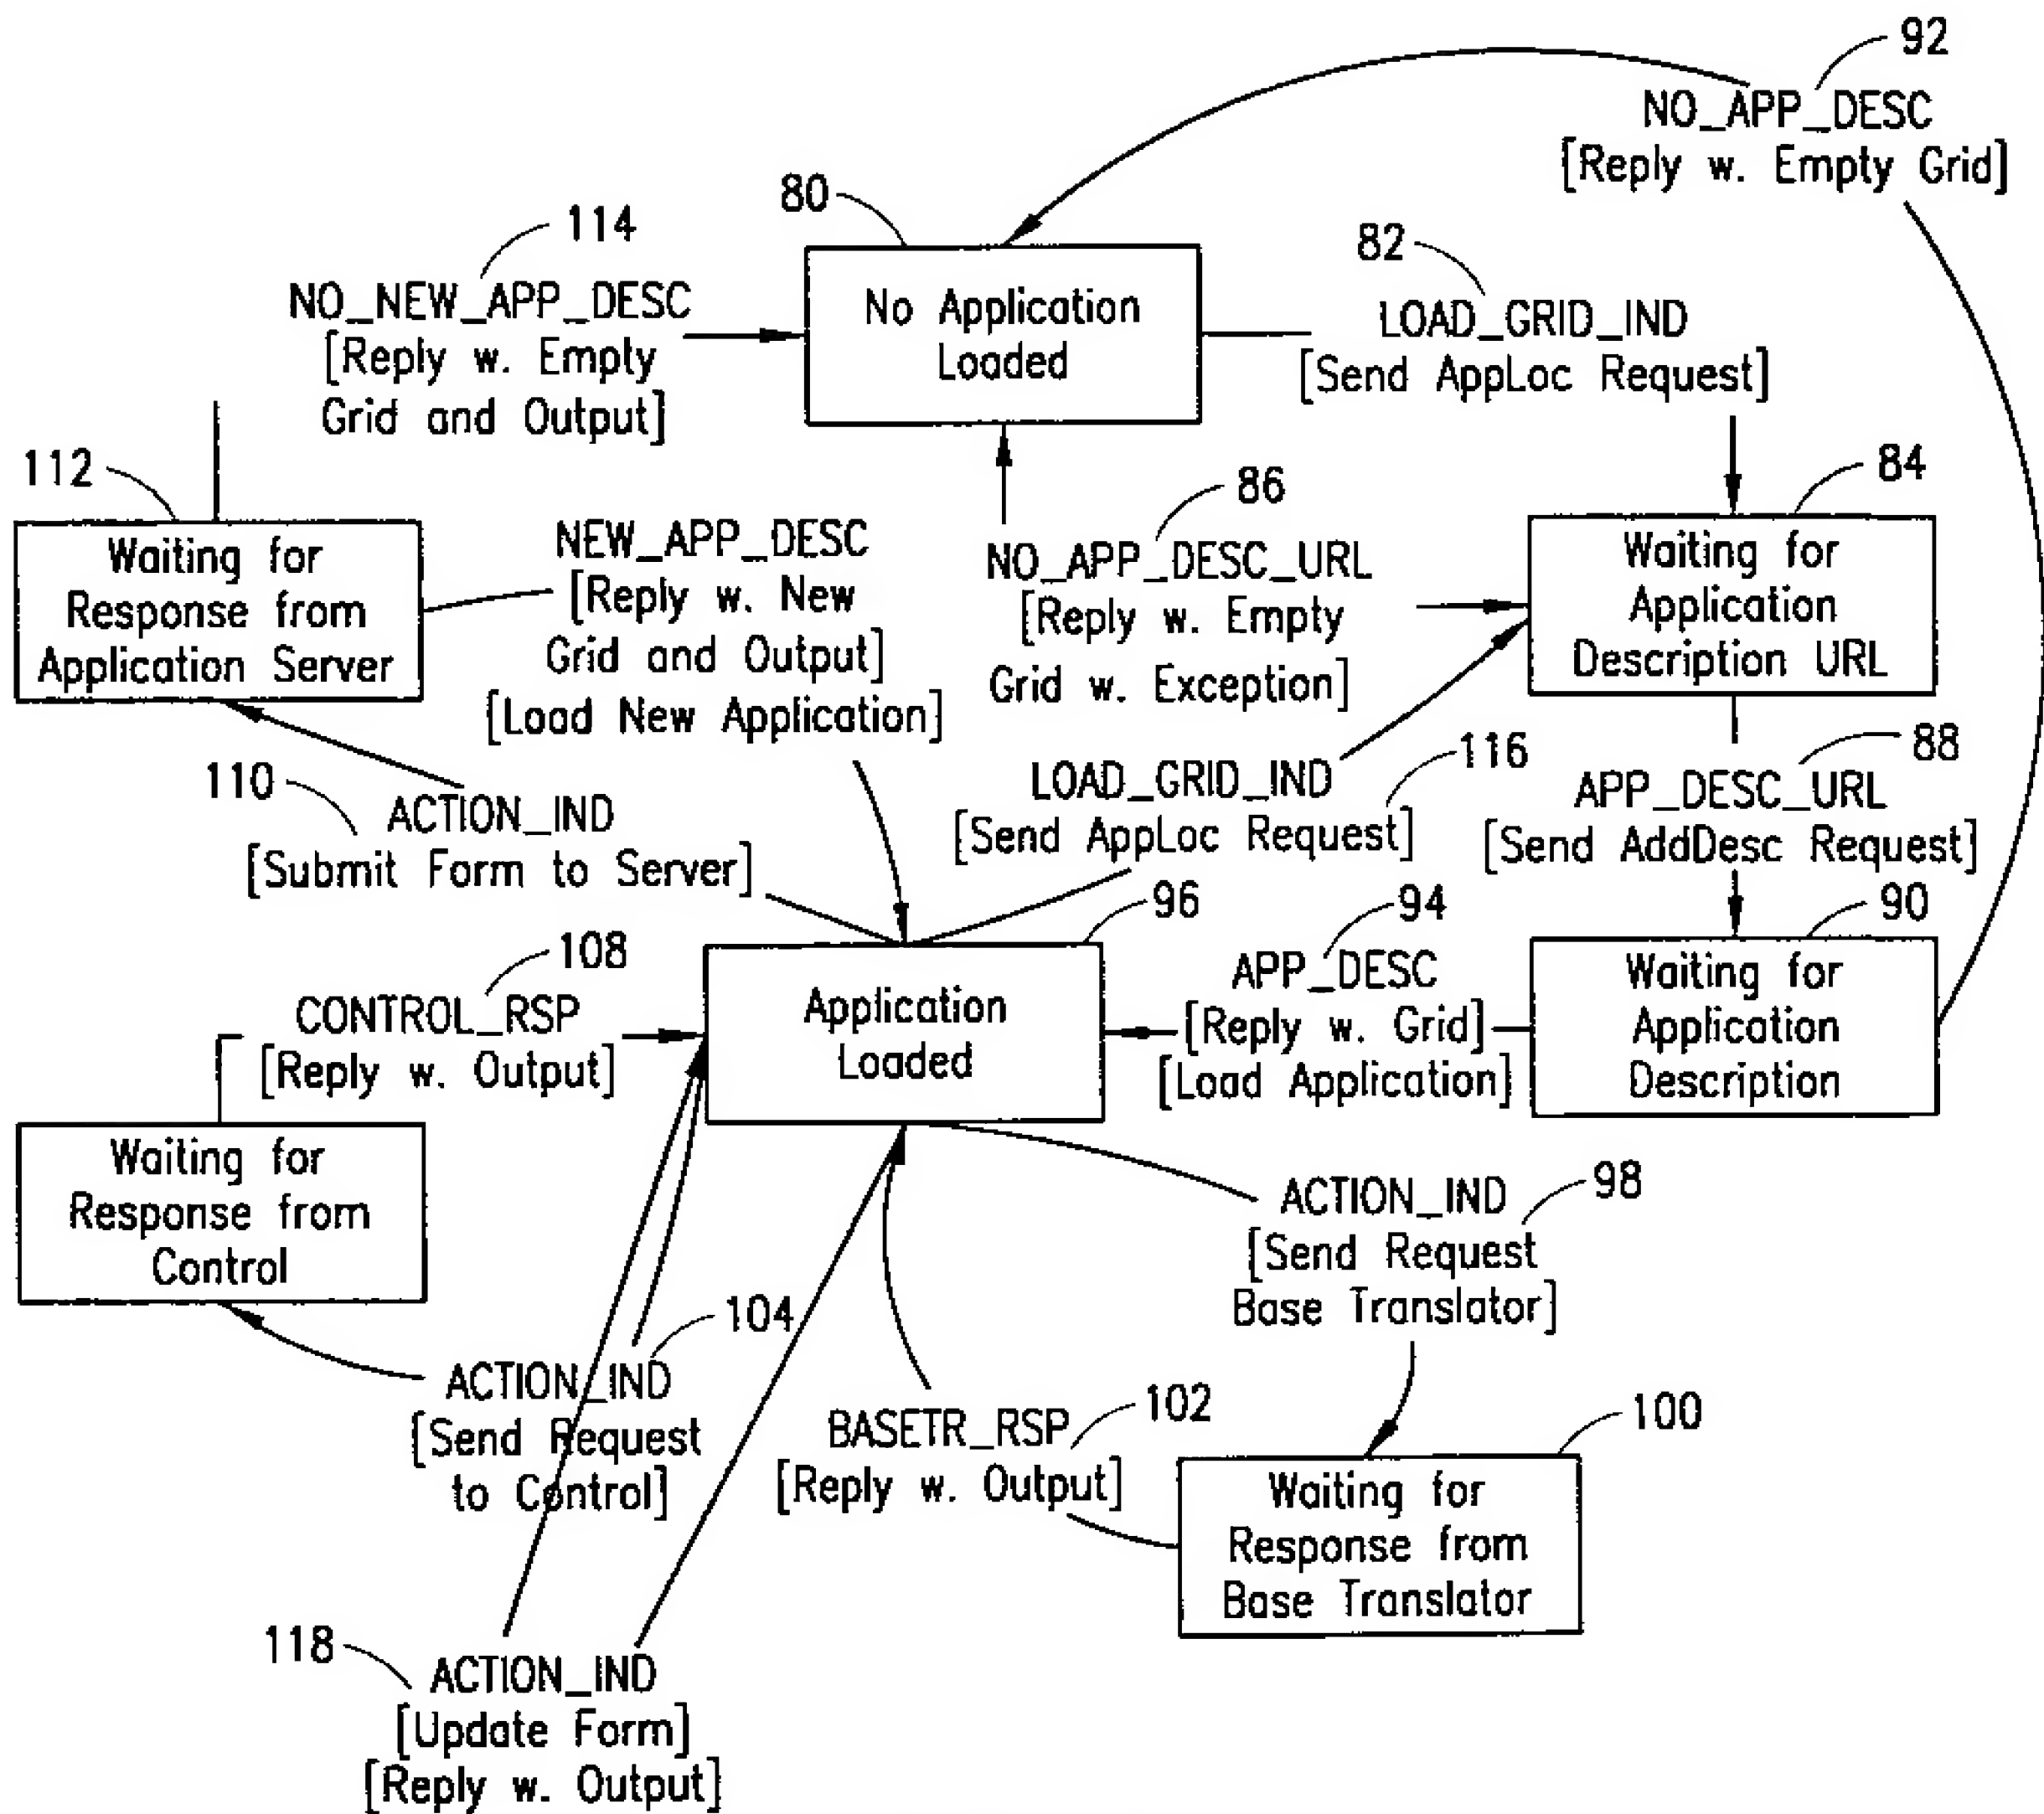 92
NO_APP_DESC
[Reply w. Empty Grid]
80
114
NO_NEW_APP_DESC
[Reply w. Empty
Grid and Output]
No Application
Loaded
82
LOAD_GRID_IND
[Send AppLoc Request]
112
Waiting for
Response from
Application Server
NEW_APP_DESC
[Reply w. New
Grid and Output]
[Load New Application]
86
NO_APP_DESC_URL
[Reply w. Empty
Grid w. Exception]
84
Waiting for
Application
Description URL
110
ACTION_IND
[Submit Form to Server]
LOAD_GRID_IND
[Send AppLoc Request]
116
88
APP_DESC_URL
[Send AddDesc Request]
108
CONTROL_RSP
[Reply w. Output]
96
Application
Loaded
94
APP_DESC
[Reply w. Grid]
[Load Application]
90
Waiting for
Application
Description
Waiting for
Response from
Control
98
ACTION_IND
[Send Request
Base Translator]
104
ACTION_IND
[Send Request
to Control]
BASETR_RSP
[Reply w. Output]
102
100
Waiting for
Response from
Base Translator
118
ACTION_IND
[Update Form]
[Reply w. Output]